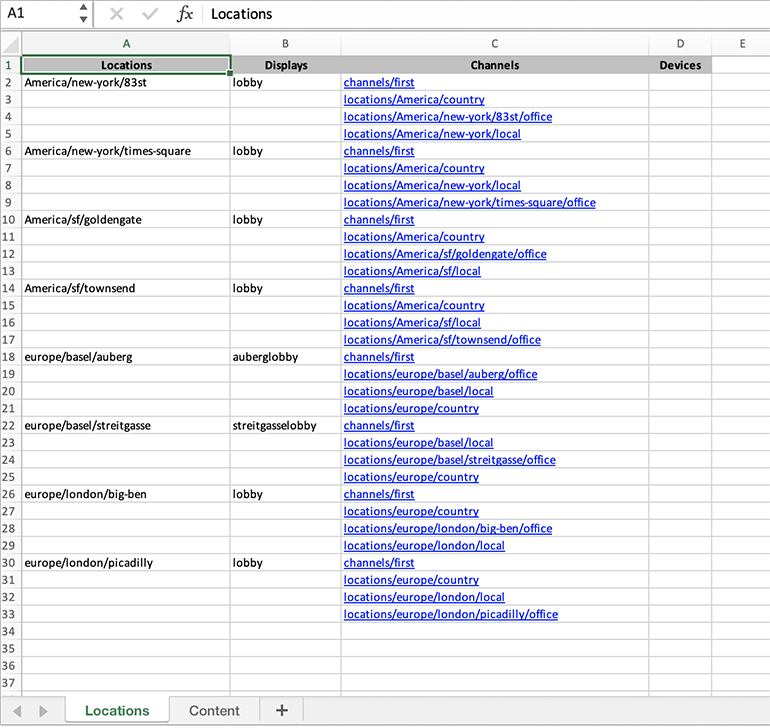 A1 fx Locations
A B C D E
1 Locations Displays Channels Devices
2 America/new-york/83st lobby channels/first
3 locations/America/country
4 locations/America/new-york/83st/office
5 locations/America/new-york/local
6 America/new-york/times-square lobby channels/first
7 locations/America/country
8 locations/America/new-york/local
9 locations/America/new-york/times-square/office
10 America/sf/goldengate lobby channels/first
11 locations/America/country
12 locations/America/sf/goldengate/office
13 locations/America/sf/local
14 America/sf/townsend lobby channels/first
15 locations/America/country
16 locations/America/sf/local
17 locations/America/sf/townsend/office
18 europe/basel/auberg auberglobby channels/first
19 locations/europe/basel/auberg/office
20 locations/europe/basel/local
21 locations/europe/country
22 europe/basel/streitgasse streitgasselobby channels/first
23 locations/europe/basel/local
24 locations/europe/basel/streitgasse/office
25 locations/europe/country
26 europe/london/big-ben lobby channels/first
27 locations/europe/country
28 locations/europe/london/big-ben/office
29 locations/europe/london/local
30 europe/london/picadilly lobby channels/first
31 locations/europe/country
32 locations/europe/london/local
33 locations/europe/london/picadilly/office
34
35
36
37
Locations Content +